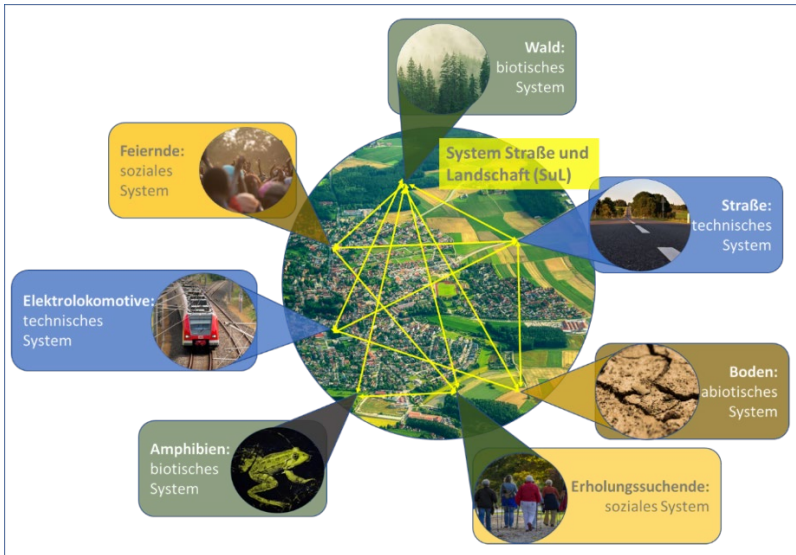 Wald:
biotisches
System
Feiernde:
soziales
System
System Straße und
Landschaft (SuL)
Straße:
technisches
System
Elektrolokomotive:
technisches
System
Boden:
abiotisches
System
Amphibien:
biotisches
System
Erholungssuchende:
soziales System